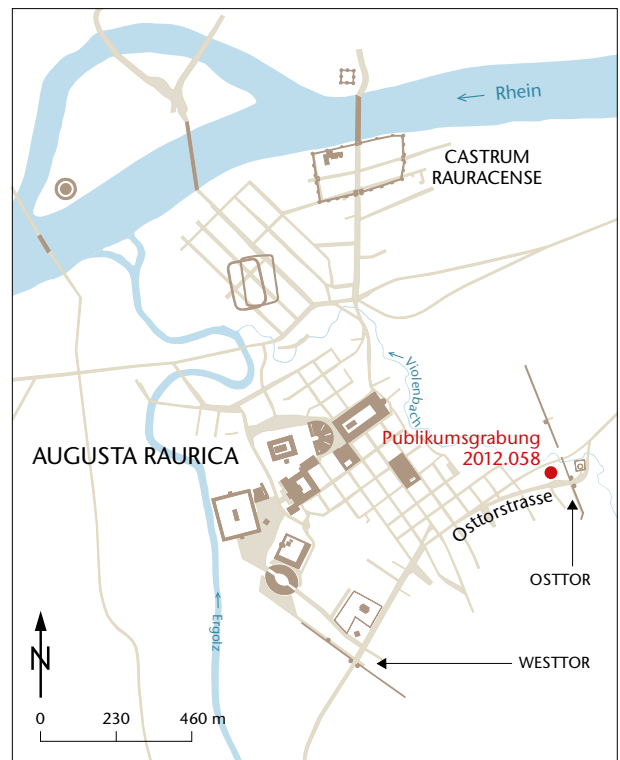 Rhein
CASTRUM
RAURACENSE
Violenbach
AUGUSTA RAURICA
Publikumsgrabung
2012.058
Osttorstrasse
OSTTOR
Ergolz
WESTTOR
N
0 230 460 m